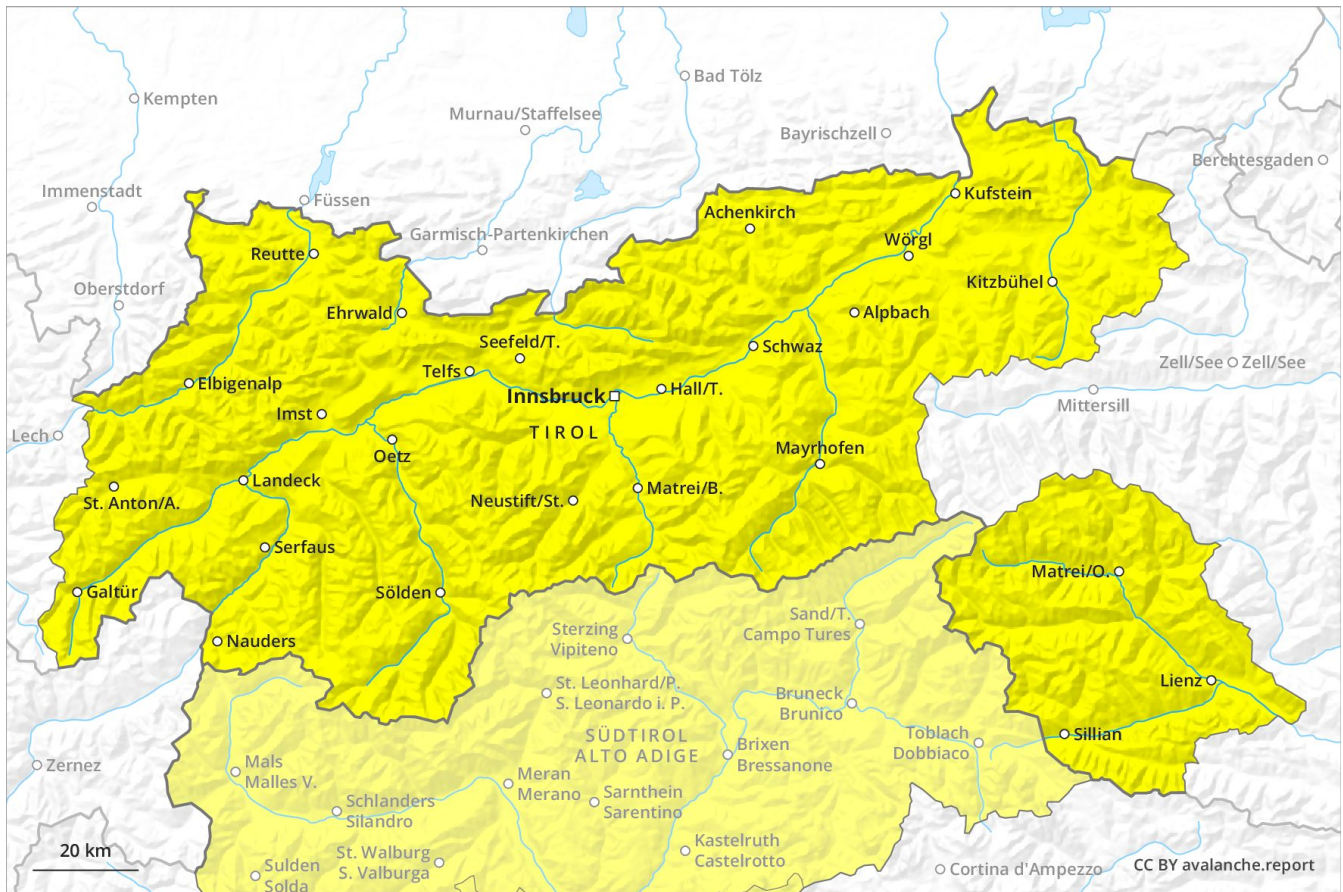 Bad Tölz
Kempten
Murnau/Staffelsee
Bayrischzell
Berchtesgaden
Immenstadt
Füssen
Kufstein
Achenkirch
Garmisch-Partenkirchen
Wörgl
Reutte
Oberstdorf
Kitzbühel
Ehrwald
Alpbach
Seefeld/T.
Schwaz
Zell/See
Zell/See
Telfs
Elbigenalp
Hall/T.
Innsbruck
Mittersill
Imst
TIROL
Lech
Oetz
Mayrhofen
Landeck
Matrei/B.
St. Anton/A.
Neustift/St.
Serfaus
Matrei/O.
Galtür
Sölden
Sand/T.
Campo Tures
Sterzing
Vipiteno
Nauders
Lienz
St. Leonhard/P.
S. Leonardo i. P.
Bruneck
Brunico
SÜDTIROL
ALTO ADIGE
Toblach
Dobbiaco
Sillian
Brixen
Bressanone
Zernez
Mals
Malles V.
Meran
Merano
Sarnthein
Sarentino
Schlanders
Silandro
Kastelruth
Castelrotto
20 km
St. Walburg
S. Valburga
Sulden
Solda
Cortina d'Ampezzo
CC BY avalanche.report